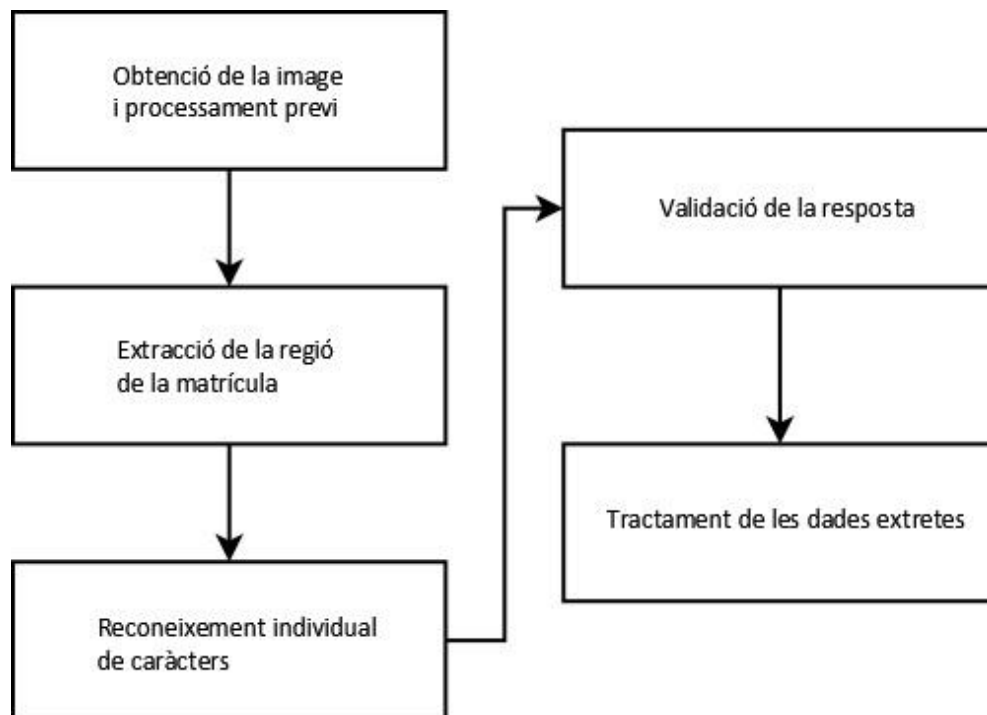 Obtenció de la image
i processament previ
Extracció de la regió
de la matrícula
Reconeixement individual
de caràcters
Validació de la resposta
Tractament de les dades extretes